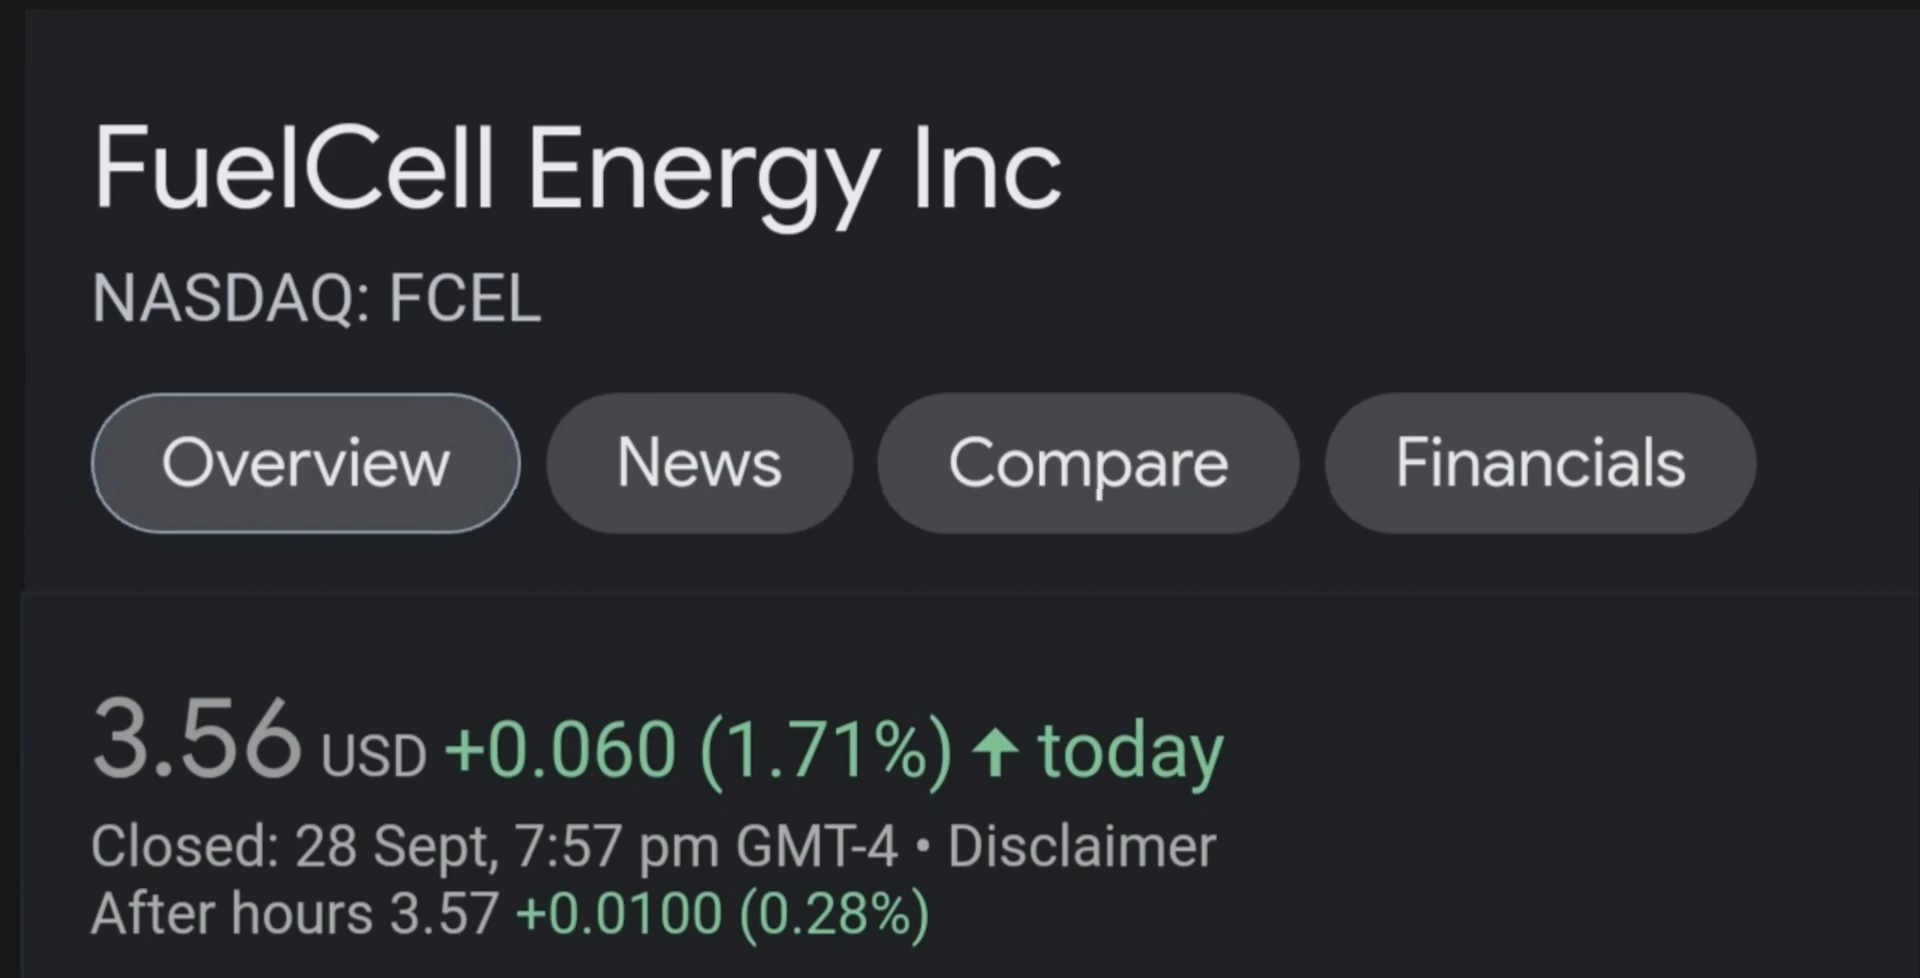 FuelCell Energy Inc
NASDAQ: FCEL
Overview News Compare Financials
3.56 USD +0.060 (1.71%) ↑ today
Closed: 28 Sept, 7:57 pm GMT-4 • Disclaimer
After hours 3.57 +0.0100 (0.28%)